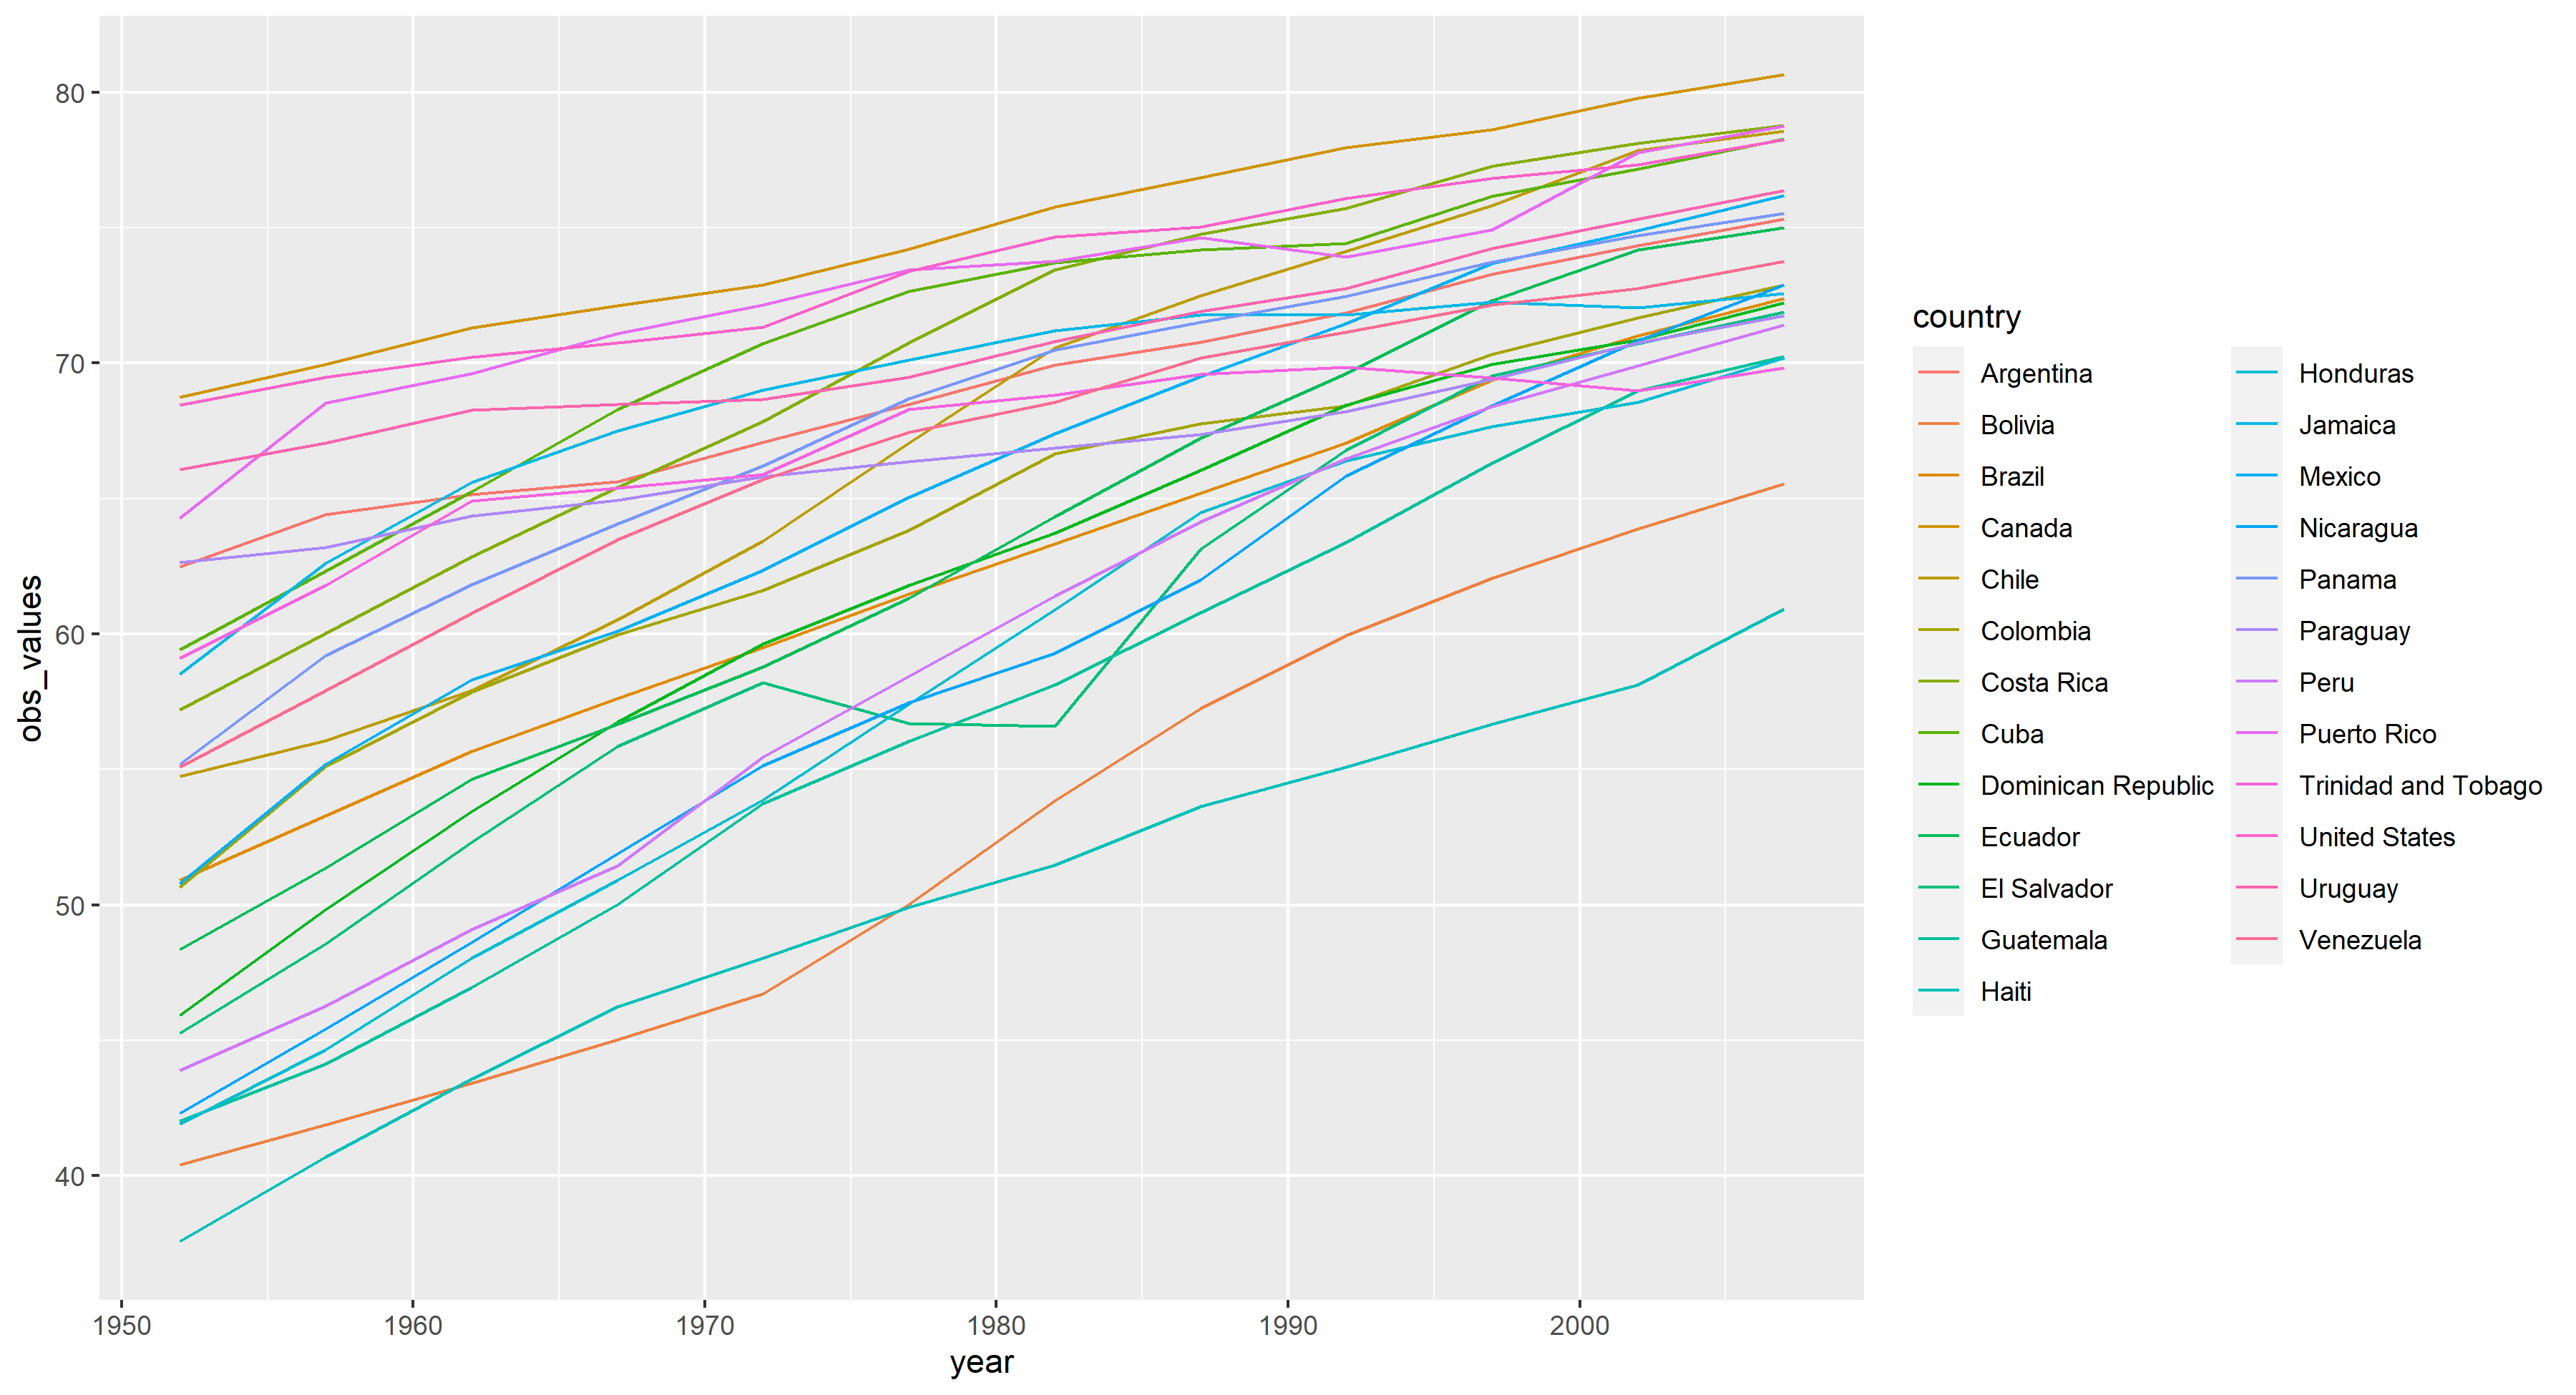 80
70
60
50
40
obs_values
1950
1960
1970
1980
1990
2000
year
country
Argentina
Bolivia
Brazil
Canada
Chile
Colombia
Costa Rica
Cuba
Dominican Republic
Ecuador
El Salvador
Guatemala
Haiti
Honduras
Jamaica
Mexico
Nicaragua
Panama
Paraguay
Peru
Puerto Rico
Trinidad and Tobago
United States
Uruguay
Venezuela